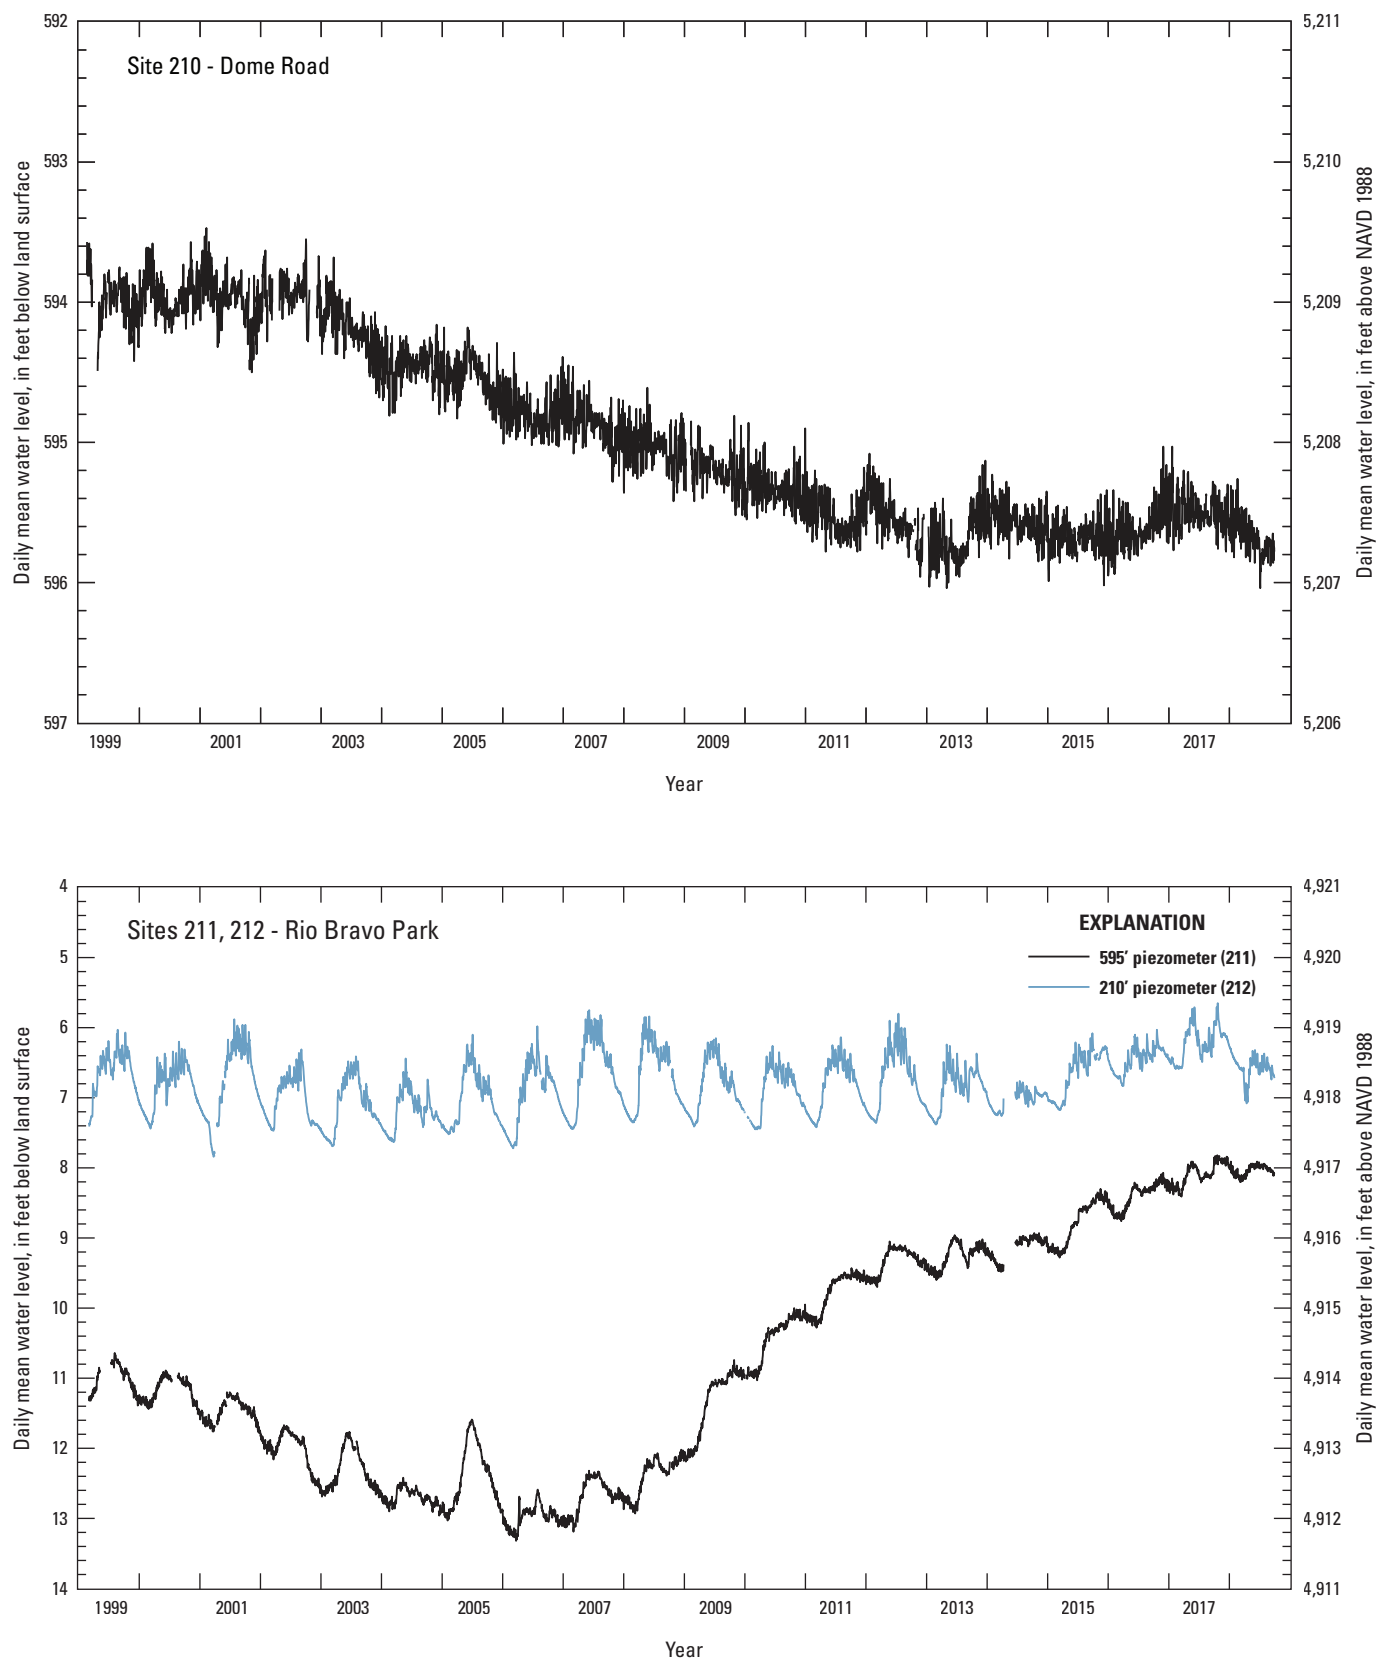 Site 210 - Dome Road
592
593
594
595
596
597
Daily mean water level, in feet below land surface
5,211
5,210
5,209
5,208
5,207
5,206
Daily mean water level, in feet above NAVD 1988
1999 2001 2003 2005 2007 2009 2011 2013 2015 2017
Year
Sites 211, 212 - Rio Bravo Park
EXPLANATION
595’ piezometer (211)
210’ piezometer (212)
4
5
6
7
8
9
10
11
12
13
14
Daily mean water level, in feet below land surface
4,921
4,920
4,919
4,918
4,917
4,916
4,915
4,914
4,913
4,912
4,911
Daily mean water level, in feet above NAVD 1988
1999 2001 2003 2005 2007 2009 2011 2013 2015 2017
Year